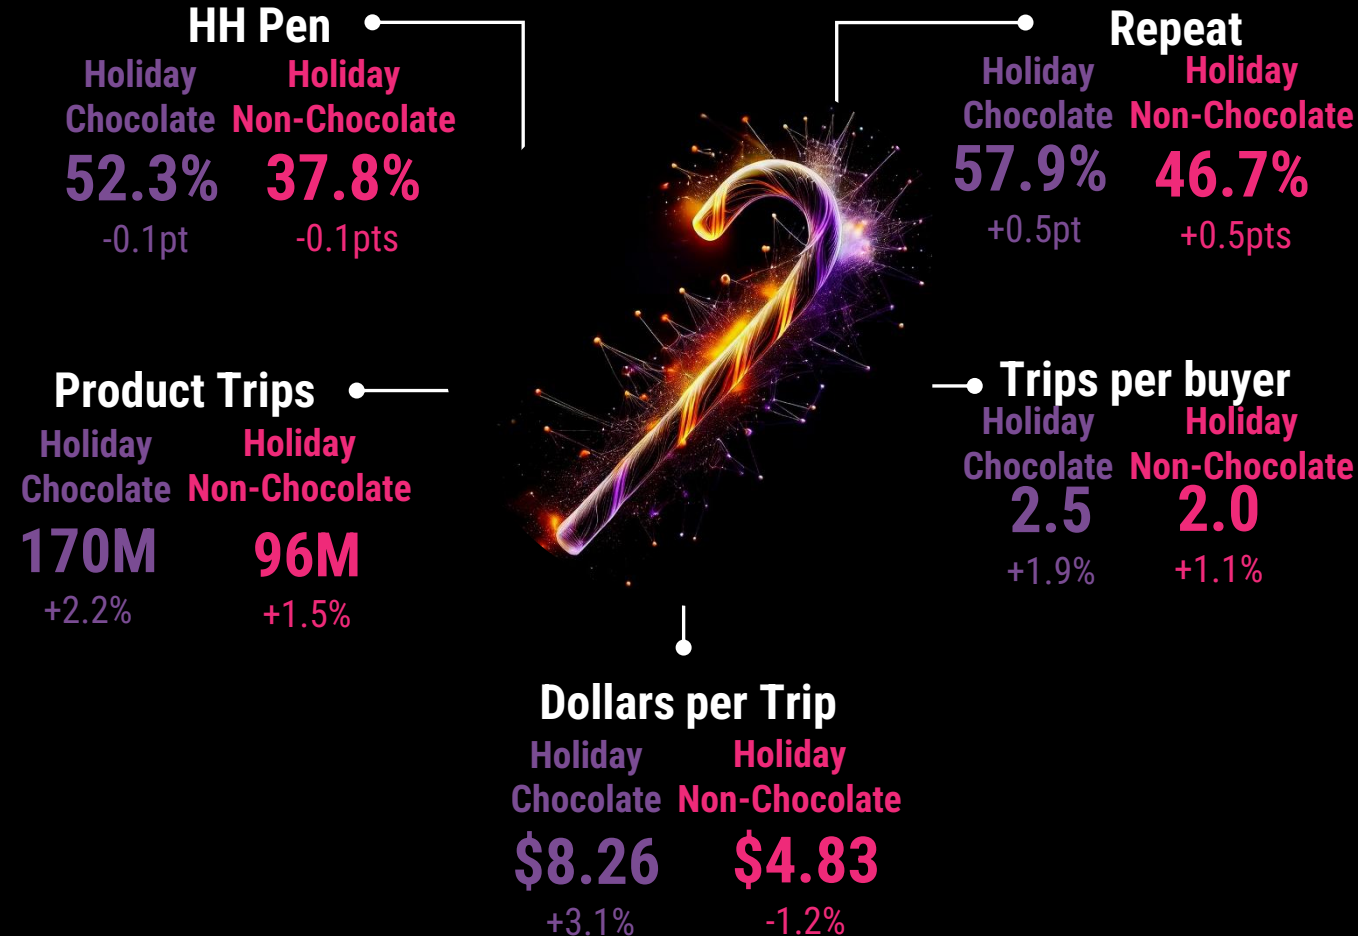 HH Pen
Holiday Chocolate
Holiday Non-Chocolate
52.3%
37.8%
-0.1pt
-0.1pts
Repeat
Holiday Chocolate
Holiday Non-Chocolate
57.9%
46.7%
+0.5pt
+0.5pts
Product Trips
Holiday Chocolate
Holiday Non-Chocolate
170M
96M
+2.2%
+1.5%
Trips per buyer
Holiday Chocolate
Holiday Non-Chocolate
2.5
2.0
+1.9%
+1.1%
Dollars per Trip
Holiday Chocolate
Holiday Non-Chocolate
$8.26
$4.83
+3.1%
-1.2%